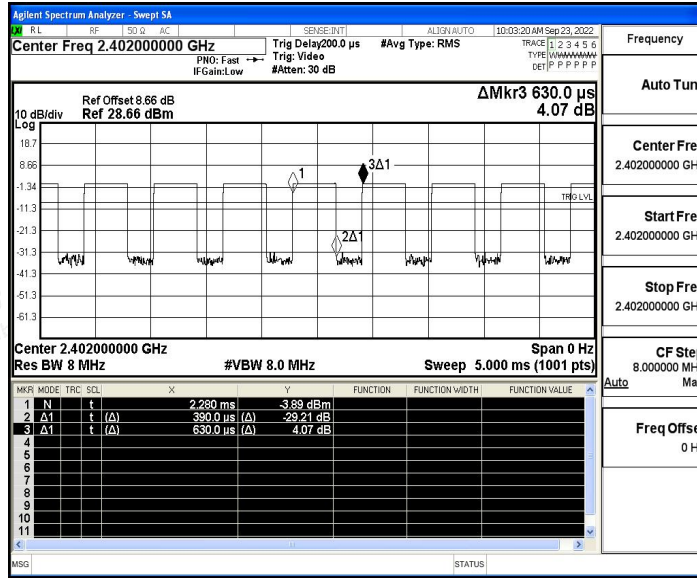 Agilent Spectrum Analyzer - Swept SA
LXI RL RF 50 Ω AC SENSE:INT ALIGN AUTO 10:03:20 AM Sep 23, 2022
Center Freq 2.402000000 GHz
PNO: Fast
IFGain:Low
Trig Delay200.0 µs
Trig: Video
#Atten: 30 dB
#Avg Type: RMS
TRACE 1 2 3 4 5 6
TYPE WWWWWW
DET P P P P P P
ΔMkr3 630.0 µs
4.07 dB
Ref Offset 8.66 dB
10 dB/div Ref 28.66 dBm
Log
18.7
8.66
-1.34
-11.3
-21.3
-31.3
-41.3
-51.3
-61.3
1
3Δ1
2Δ1
TRIG LVL
Center 2.402000000 GHz Span 0 Hz
Res BW 8 MHz #VBW 8.0 MHz Sweep 5.000 ms (1001 pts)
MKR MODE TRC SCL X Y FUNCTION FUNCTION WIDTH FUNCTION VALUE
1 N t 2.280 ms -3.89 dBm
2 Δ1 t (Δ) 390.0 µs (Δ) -29.21 dB
3 Δ1 t (Δ) 630.0 µs (Δ) 4.07 dB
4
5
6
7
8
9
10
11
MSG STATUS
Frequency
Auto Tun
Center Fre
2.402000000 GH
Start Fre
2.402000000 GH
Stop Fre
2.402000000 GH
CF Ste
8.000000 MH
Auto Ma
Freq Offse
0 H